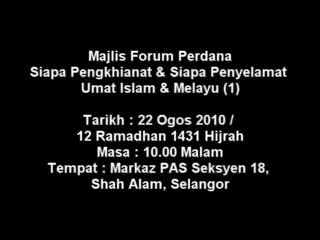 Majlis Forum Perdana
Siapa Pengkhianat & Siapa Penyelamat
Umat Islam & Melayu (1)
Tarikh : 22 Ogos 2010 /
12 Ramadhan 1431 Hijrah
Masa : 10.00 Malam
Tempat : Markaz PAS Seksyen 18,
Shah Alam, Selangor